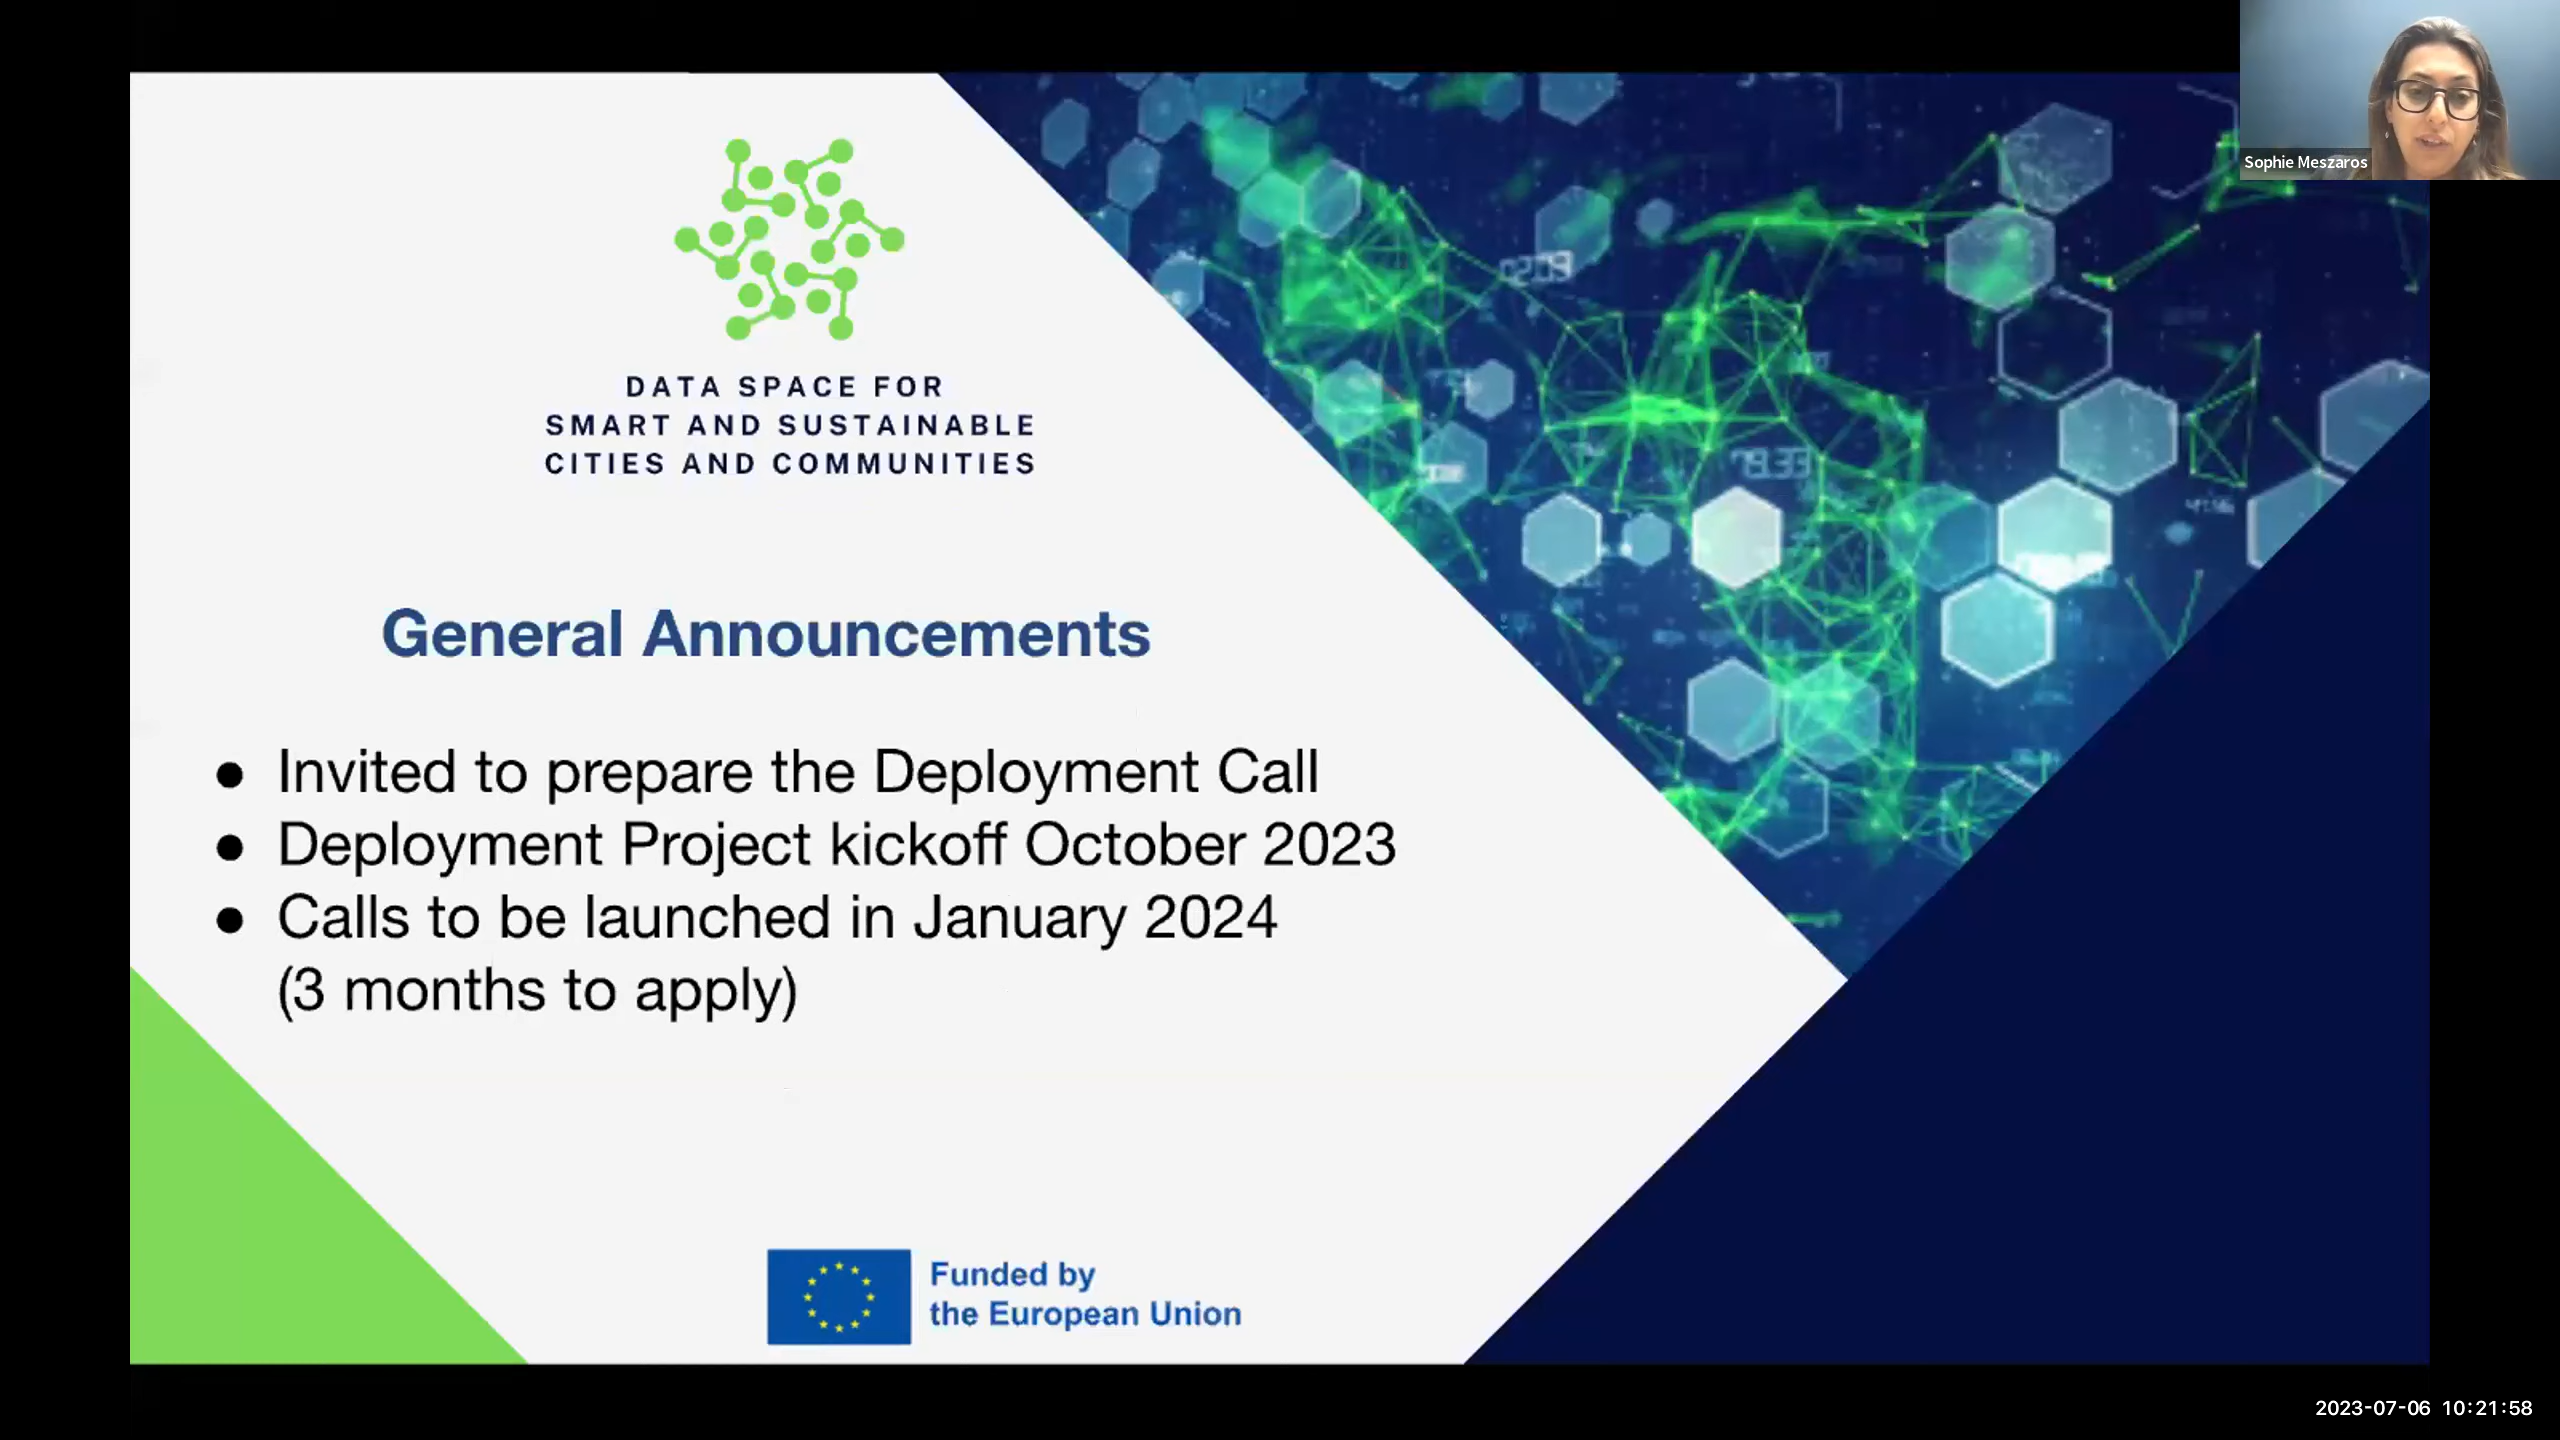 Sophie Meszaros
DATA SPACE FOR
SMART AND SUSTAINABLE
CITIES AND COMMUNITIES
General Announcements
● Invited to prepare the Deployment Call
● Deployment Project kickoff October 2023
● Calls to be launched in January 2024
(3 months to apply)
Funded by
the European Union
2023-07-06 10:21:58